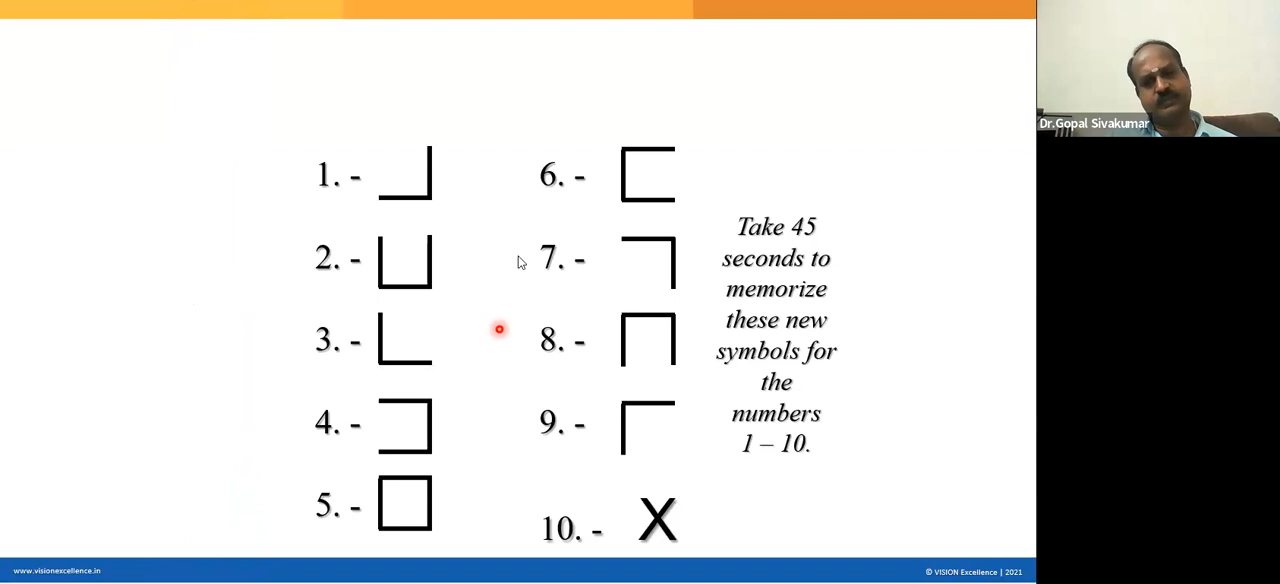 Dr.Gopal Sivakumar
1. -
2. -
3. -
4. -
5. -
6. -
7. -
8. -
9. -
10. - X
Take 45
seconds to
memorize
these new
symbols for
the
numbers
1 – 10.
www.visionexcellence.in
© VISION Excellence | 2021